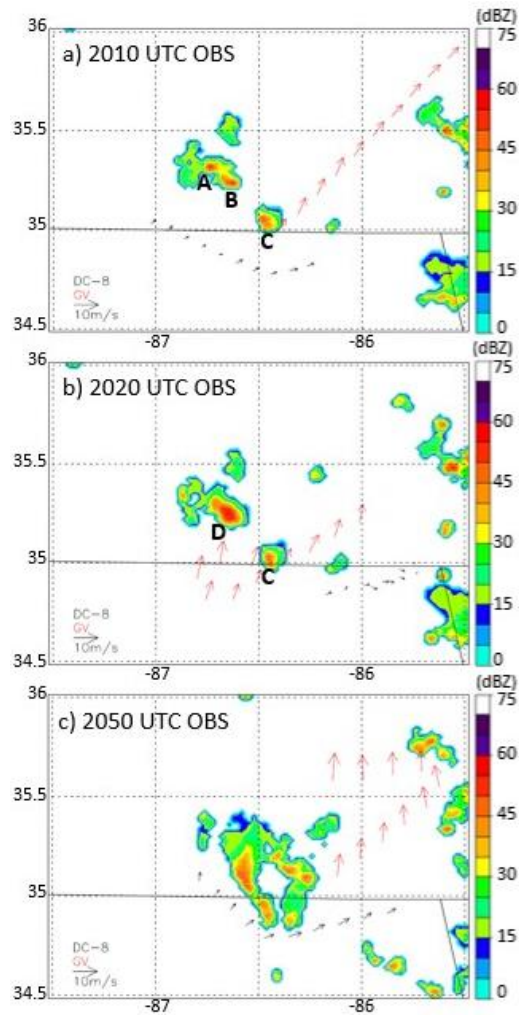 (dBZ)
36
a) 2010 UTC OBS
75
60
35.5
A
45
B
30
35
C
15
DC-8
GV
10m/s
0
34.5
-87
-86
(dBZ)
36
b) 2020 UTC OBS
75
60
35.5
45
D
30
35
C
15
DC-8
GV
10m/s
0
34.5
-87
-86
(dBZ)
36
c) 2050 UTC OBS
75
60
35.5
45
30
35
15
DC-8
GV
10m/s
0
34.5
-87
-86